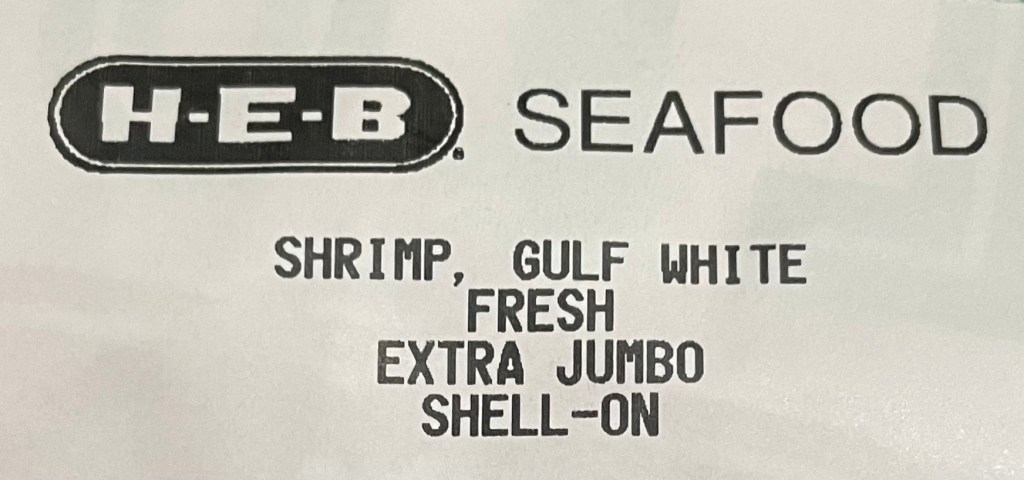 H-E-B® SEAFOOD
SHRIMP, GULF WHITE
FRESH
EXTRA JUMBO
SHELL-ON